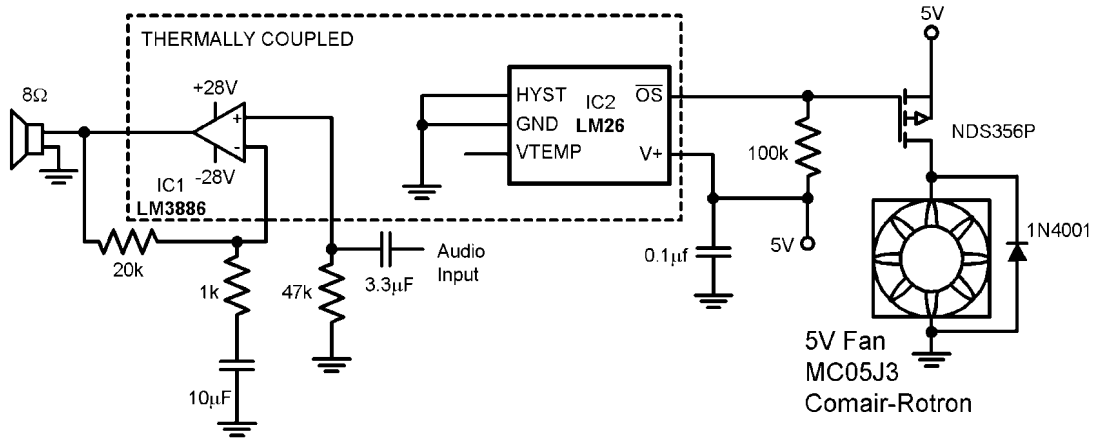 THERMALLY COUPLED
8Ω
+28V
+
-
-28V
IC1
LM3886
20k
1k
10μF
47k
3.3μF
Audio
Input
HYST
GND
VTEMP
IC2
LM26
OS
V+
100k
5V
0.1μf
5V
NDS356P
1N4001
5V Fan
MC05J3
Comair-Rotron